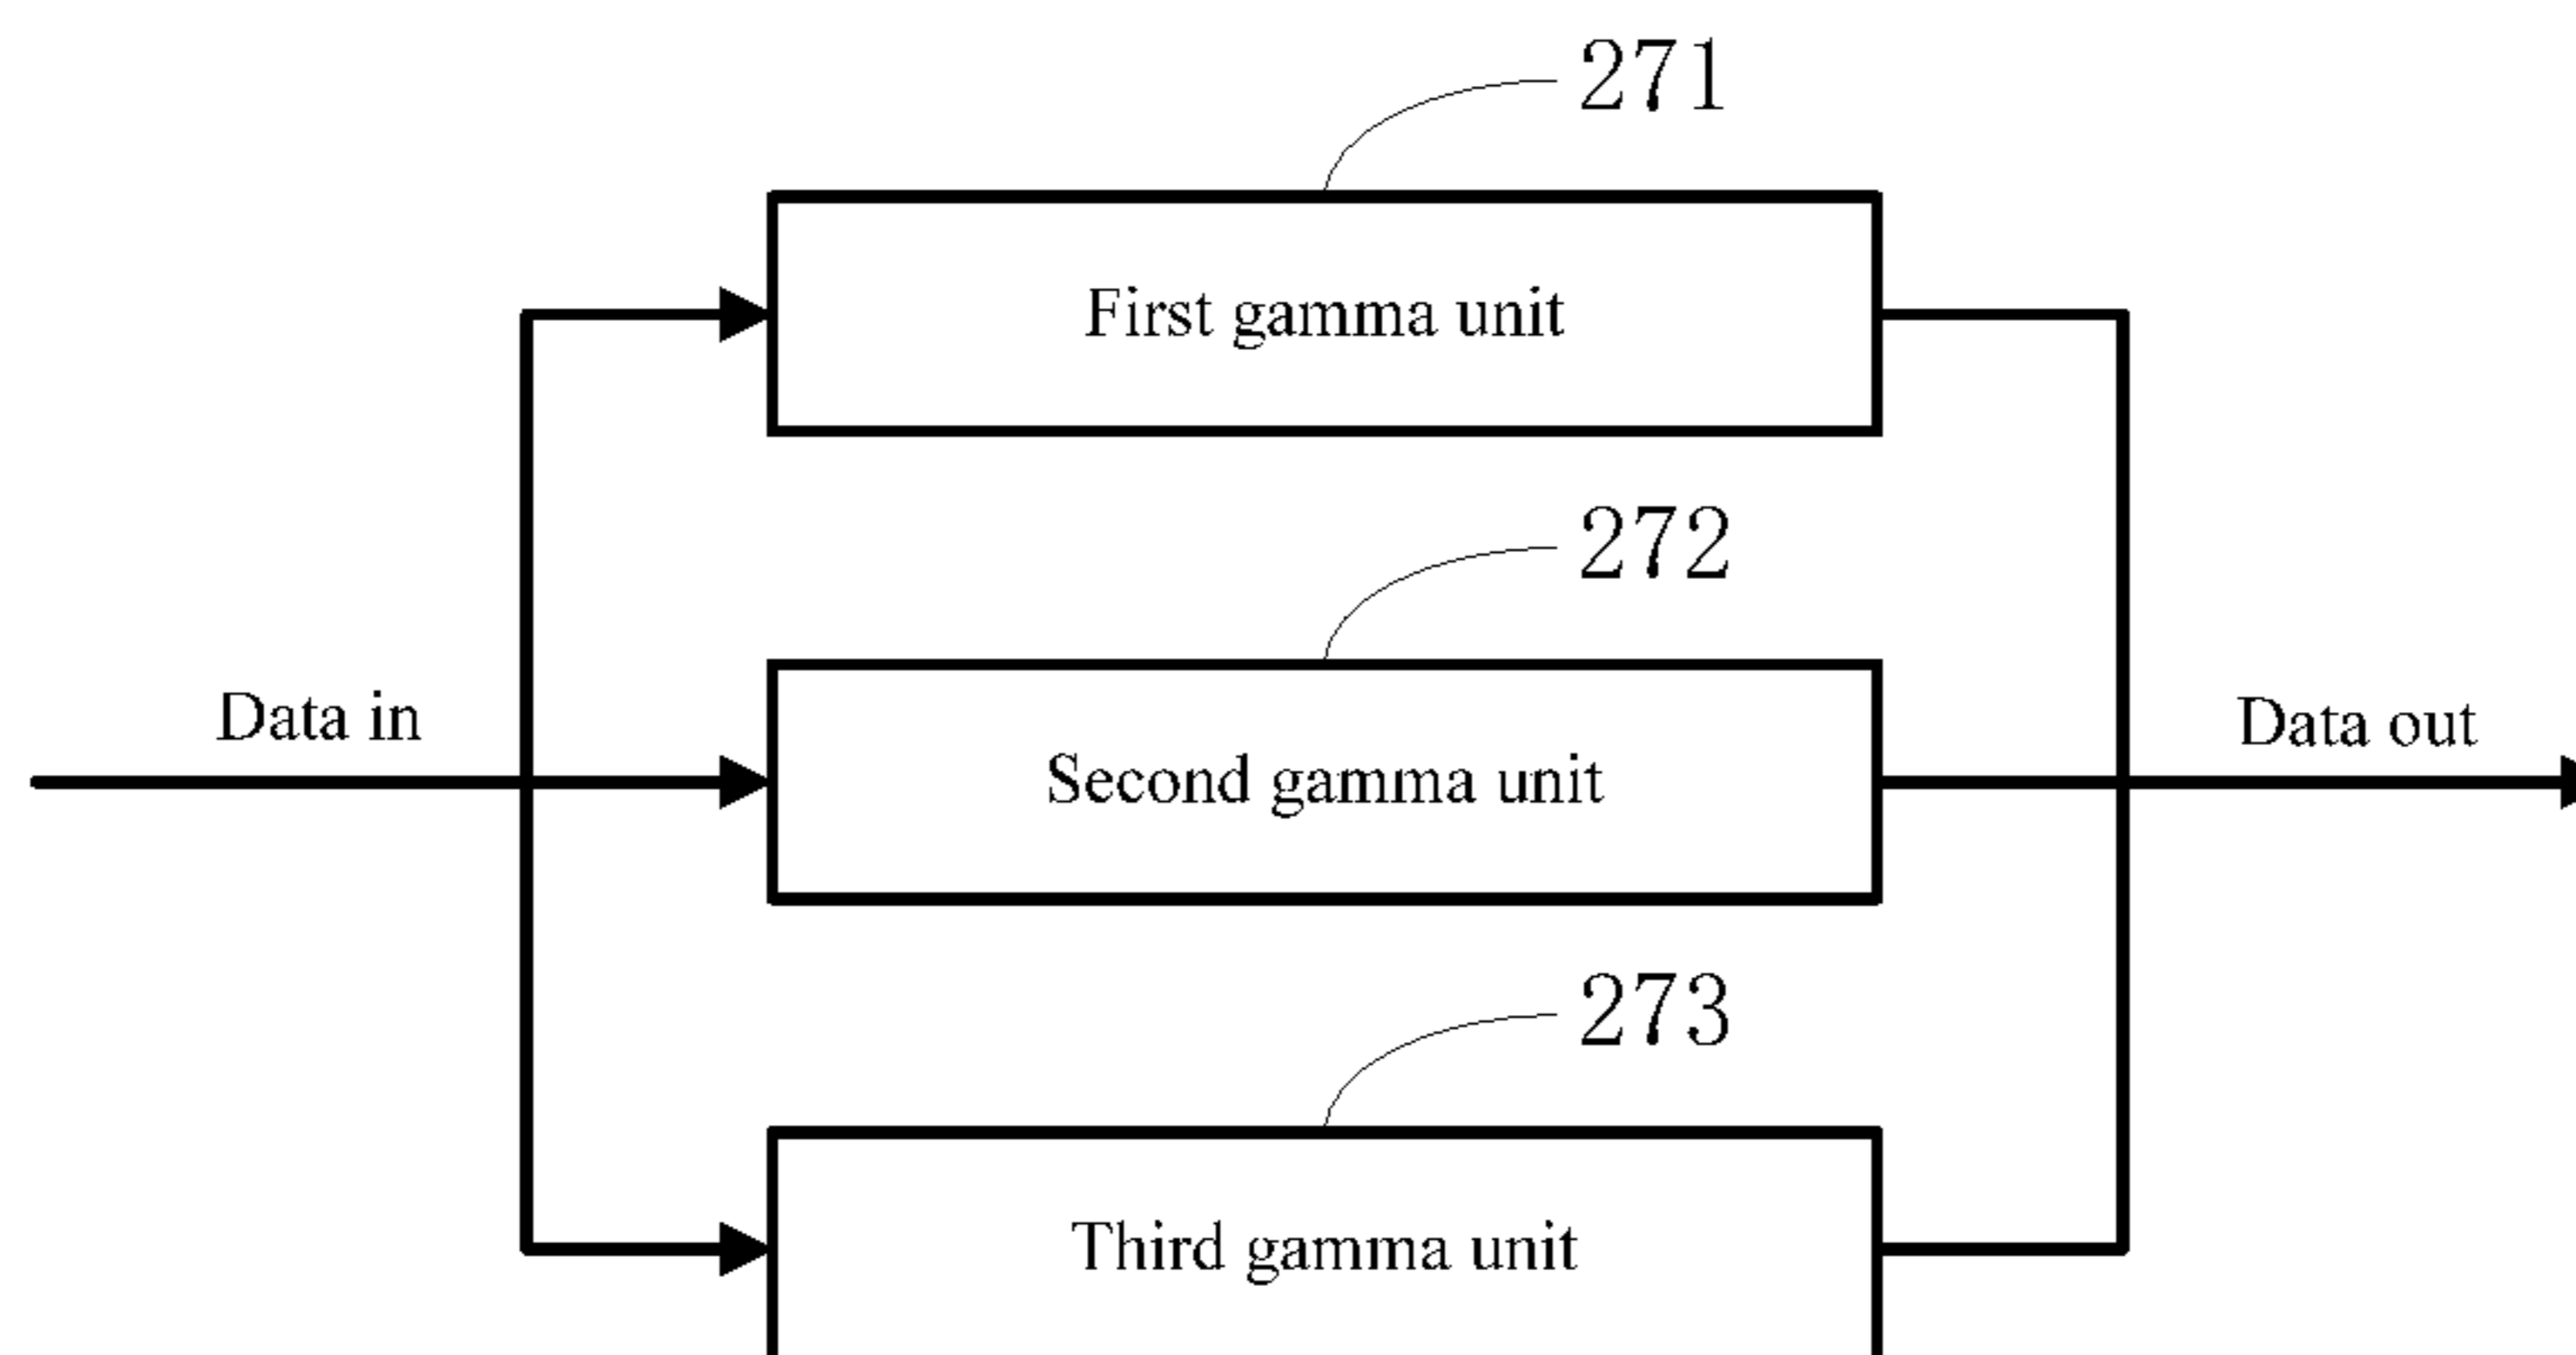 271
First gamma unit
272
Data in
Second gamma unit
Data out
273
Third gamma unit